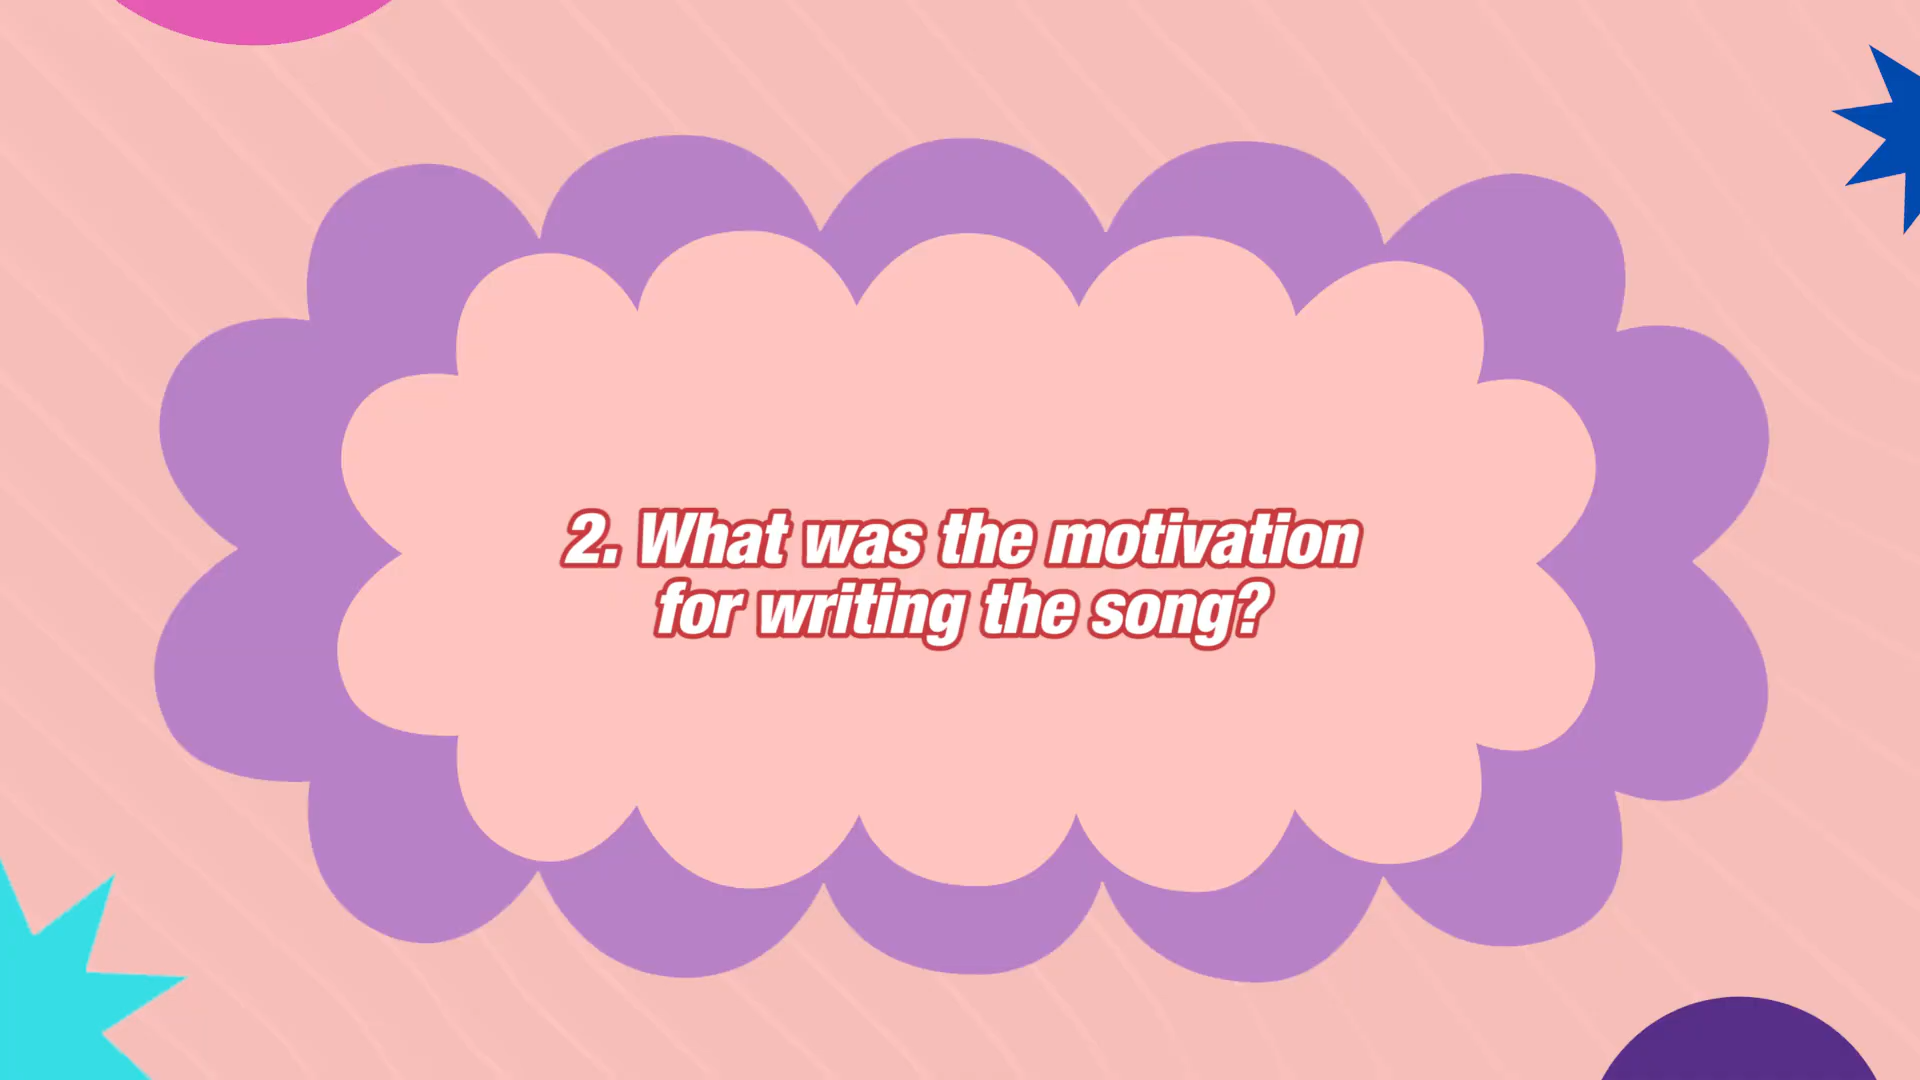 2. What was the motivation
for writing the song?